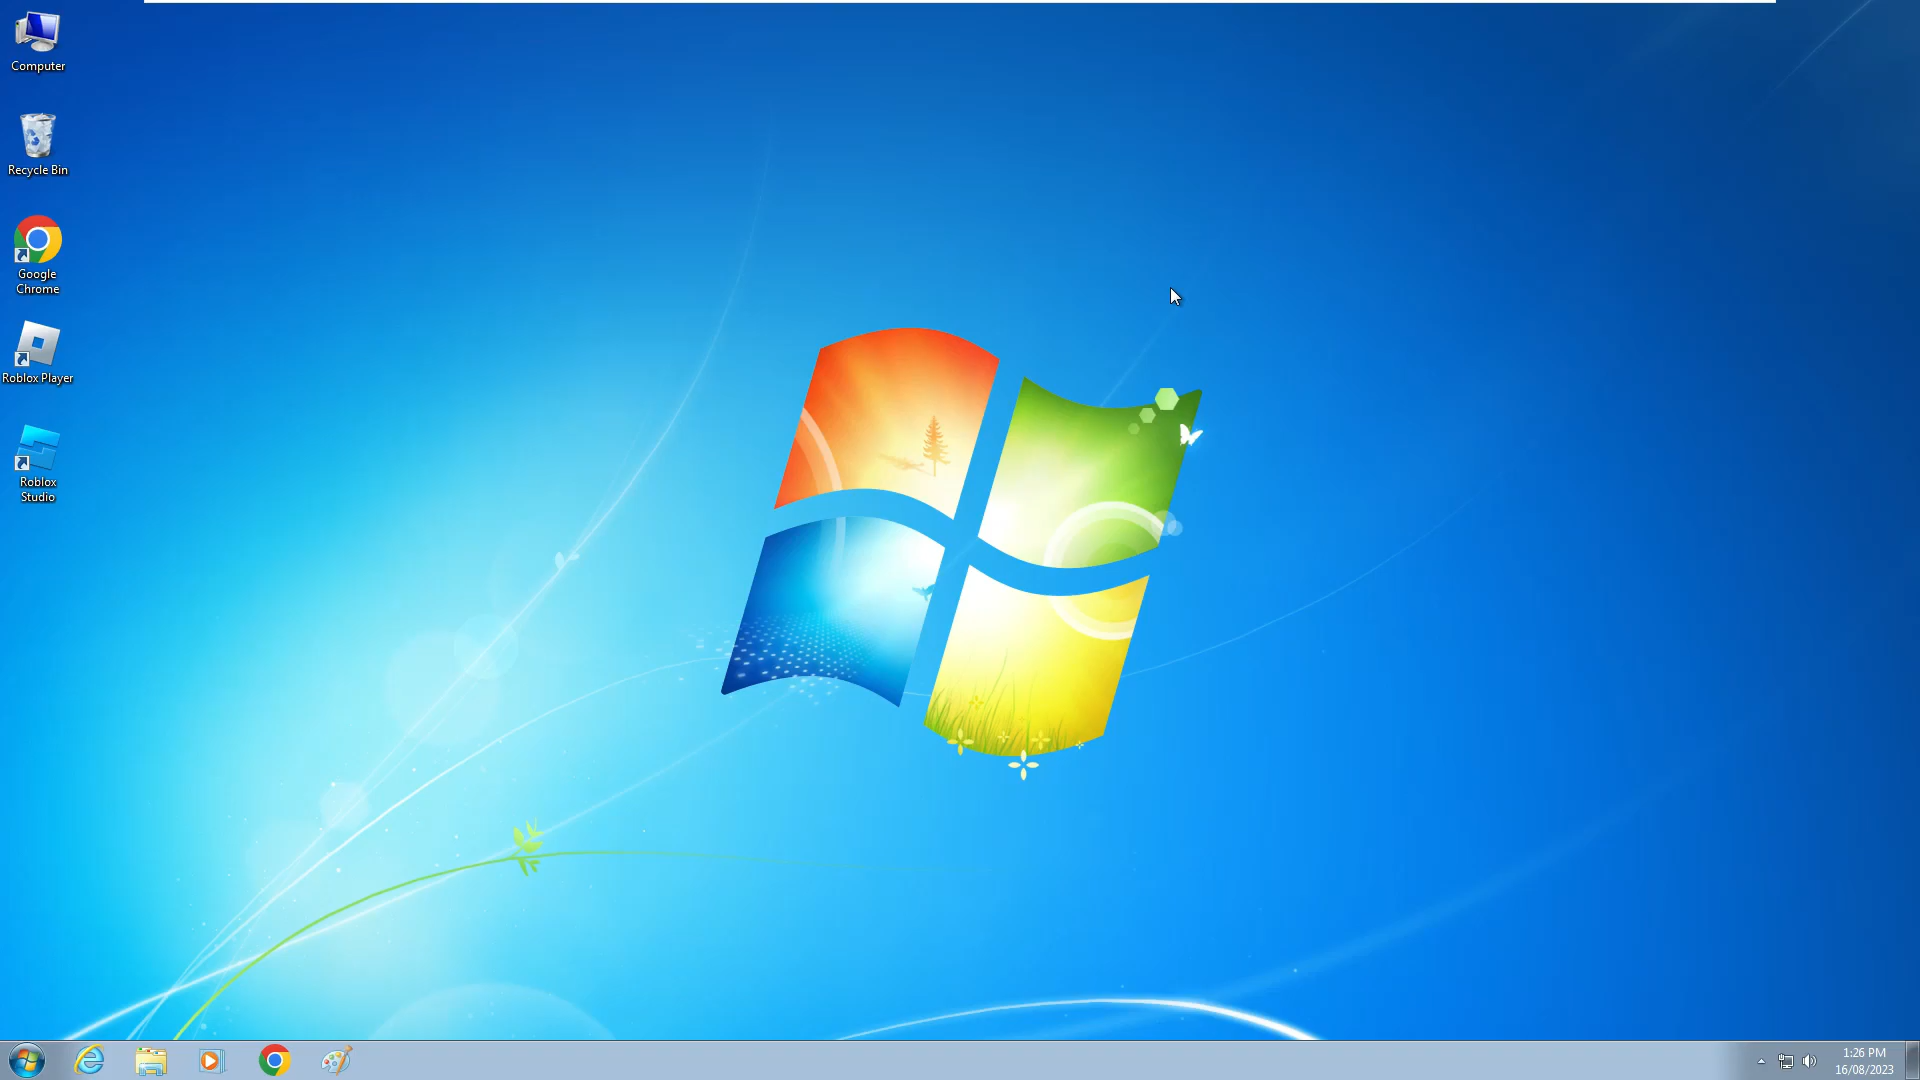 Computer
Recycle Bin
Google
Chrome
Roblox Player
Roblox
Studio
1:26 PM
16/08/2023